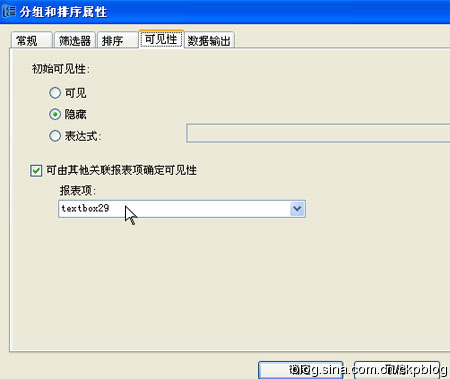 分组和排序属性
常规 筛选器 排序 可见性 数据输出
初始可见性:
可见
隐藏
表达式:
可由其他关联报表项确定可见性
报表项:
textbox29
blog.sina.com.cn/ekpblog